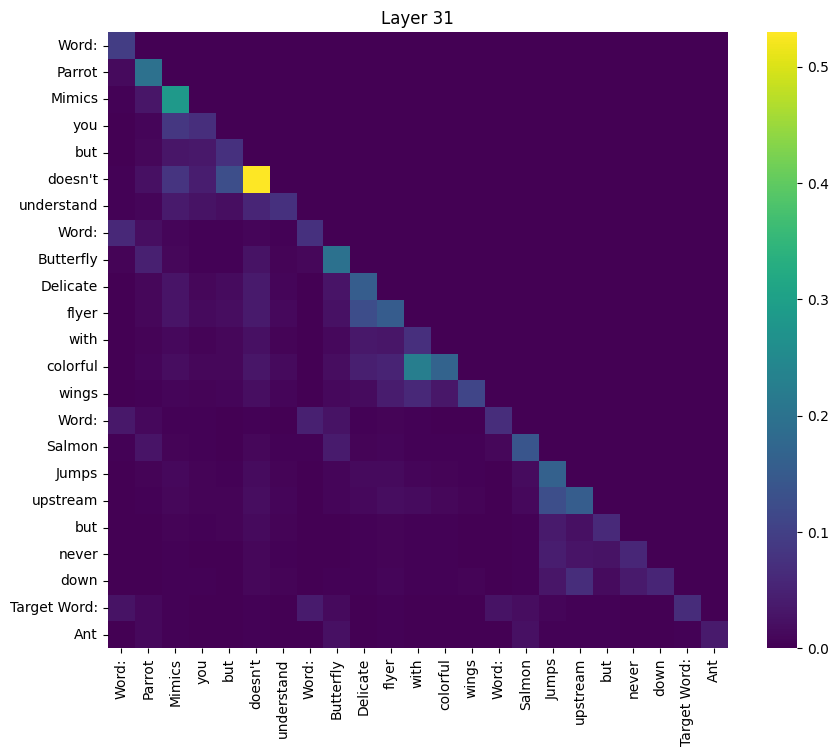 Layer 31
Word:
Parrot
Mimics
you
but
doesn't
understand
Word:
Butterfly
Delicate
flyer
with
colorful
wings
Word:
Salmon
Jumps
upstream
but
never
down
Target Word:
Ant
Word:
Parrot
Mimics
you
but
doesn't
understand
Word:
Butterfly
Delicate
flyer
with
colorful
wings
Word:
Salmon
Jumps
upstream
but
never
down
Target Word:
Ant
0.5
0.4
0.3
0.2
0.1
0.0